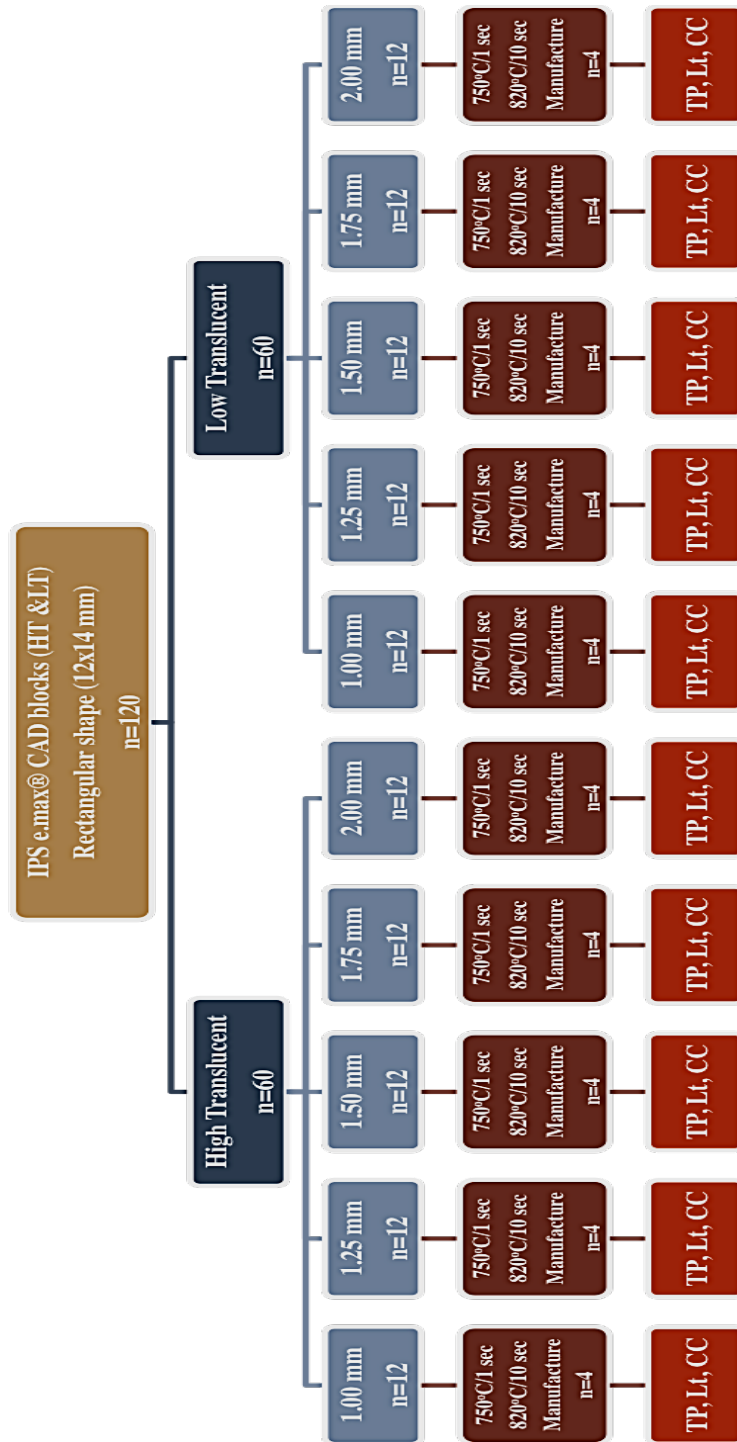 IPS e.max® CAD blocks (HT &LT)
Rectangular shape (12x14 mm)
n=120
High Translucent
n=60
Low Translucent
n=60
1.00 mm
n=12
1.25 mm
n=12
1.50 mm
n=12
1.75 mm
n=12
2.00 mm
n=12
1.00 mm
n=12
1.25 mm
n=12
1.50 mm
n=12
1.75 mm
n=12
2.00 mm
n=12
750ºC/1 sec
820ºC/10 sec
Manufacture
n=4
750ºC/1 sec
820ºC/10 sec
Manufacture
n=4
750ºC/1 sec
820ºC/10 sec
Manufacture
n=4
750ºC/1 sec
820ºC/10 sec
Manufacture
n=4
750ºC/1 sec
820ºC/10 sec
Manufacture
n=4
750ºC/1 sec
820ºC/10 sec
Manufacture
n=4
750ºC/1 sec
820ºC/10 sec
Manufacture
n=4
750ºC/1 sec
820ºC/10 sec
Manufacture
n=4
750ºC/1 sec
820ºC/10 sec
Manufacture
n=4
750ºC/1 sec
820ºC/10 sec
Manufacture
n=4
TP, Lt, CC
TP, Lt, CC
TP, Lt, CC
TP, Lt, CC
TP, Lt, CC
TP, Lt, CC
TP, Lt, CC
TP, Lt, CC
TP, Lt, CC
TP, Lt, CC